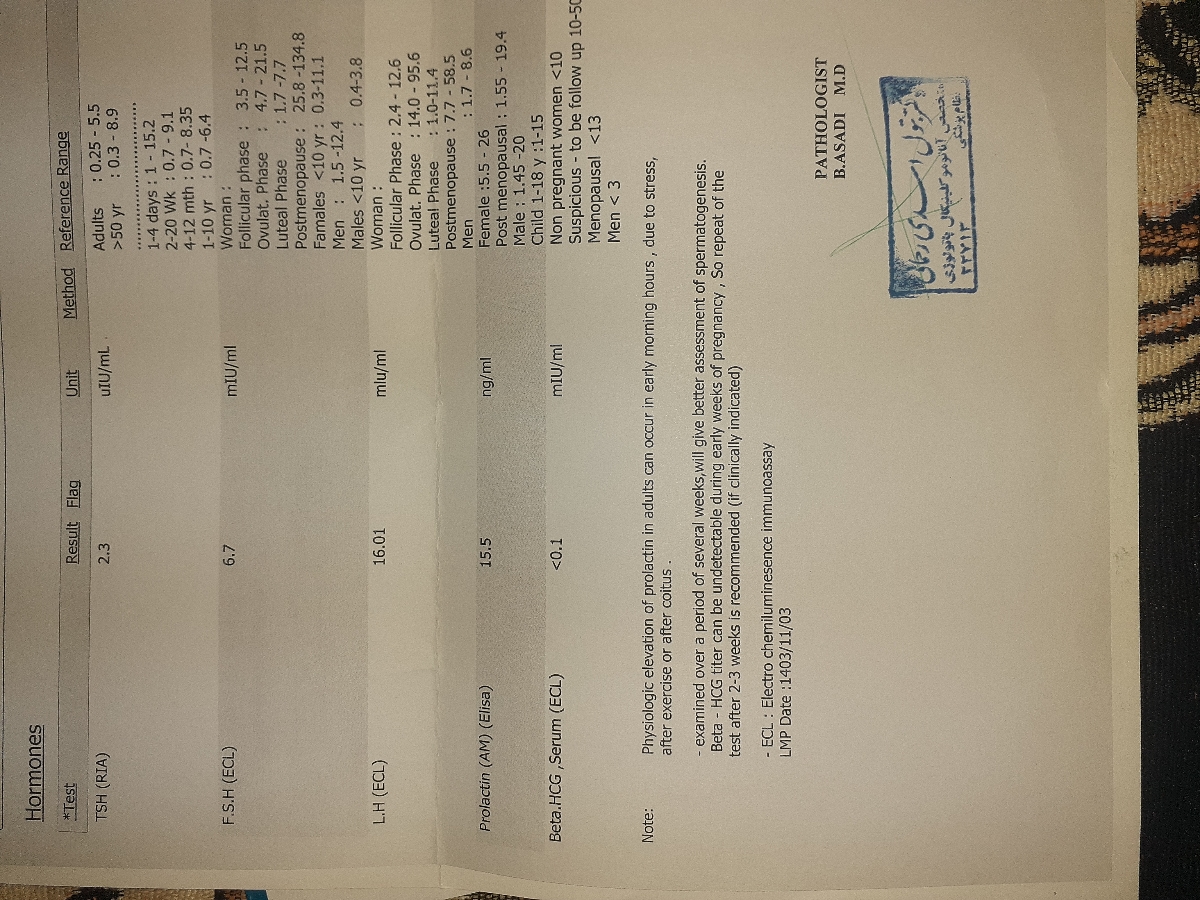 Hormones
*Test Result Flag Unit Method Reference Range
TSH (RIA) 2.3 uIU/mL Adults : 0.25 - 5.5
>50 yr : 0.3 - 8.9
................................
1-4 days : 1 - 15.2
2-20 Wk : 0.7 - 9.1
4-12 mth : 0.7- 8.35
1-10 yr : 0.7 -6.4
F.S.H (ECL) 6.7 mIU/ml Woman :
Follicular phase : 3.5 - 12.5
Ovulat. Phase : 4.7 - 21.5
Luteal Phase : 1.7 -7.7
Postmenopause : 25.8 -134.8
Females <10 yr : 0.3-11.1
Men : 1.5 -12.4
Males <10 yr : 0.4-3.8
L.H (ECL) 16.01 mIu/ml Woman :
Follicular Phase : 2.4 - 12.6
Ovulat. Phase : 14.0 - 95.6
Luteal Phase : 1.0-11.4
Postmenopause : 7.7 - 58.5
Men : 1.7 - 8.6
Prolactin (AM) (Elisa) 15.5 ng/ml Female :5.5 - 26
Post menopausal : 1.55 - 19.4
Male : 1.45 -20
Child 1-18 y :1-15
Beta.HCG ,Serum (ECL) <0.1 mIU/ml Non pregnant women <10
Suspicious - to be follow up 10-50
Menopausal <13
Men < 3
Note: Physiologic elevation of prolactin in adults can occur in early morning hours , due to stress,
after exercise or after coitus .
- examined over a period of several weeks,will give better assessment of spermatogenesis.
Beta - HCG titer can be undetectable during early weeks of pregnancy , So repeat of the
test after 2-3 weeks is recommended (if clinically indicated)
- ECL : Electro chemiluminesence immunoassay
LMP Date :1403/11/03
PATHOLOGIST
B.ASADI M.D
دکتر بتول اسدی
متخصص آناتومیکال کلینیکال پاتولوژی
نظام پزشکی